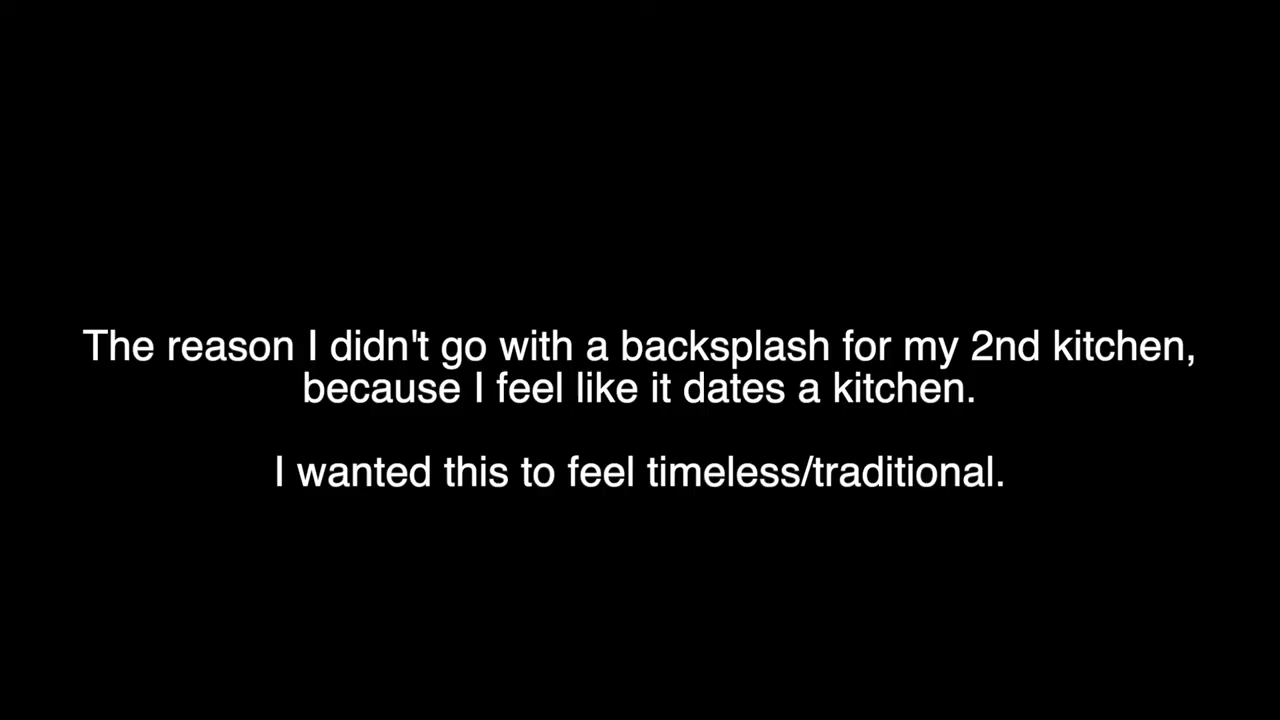 The reason I didn't go with a backsplash for my 2nd kitchen,
because I feel like it dates a kitchen.
I wanted this to feel timeless/traditional.